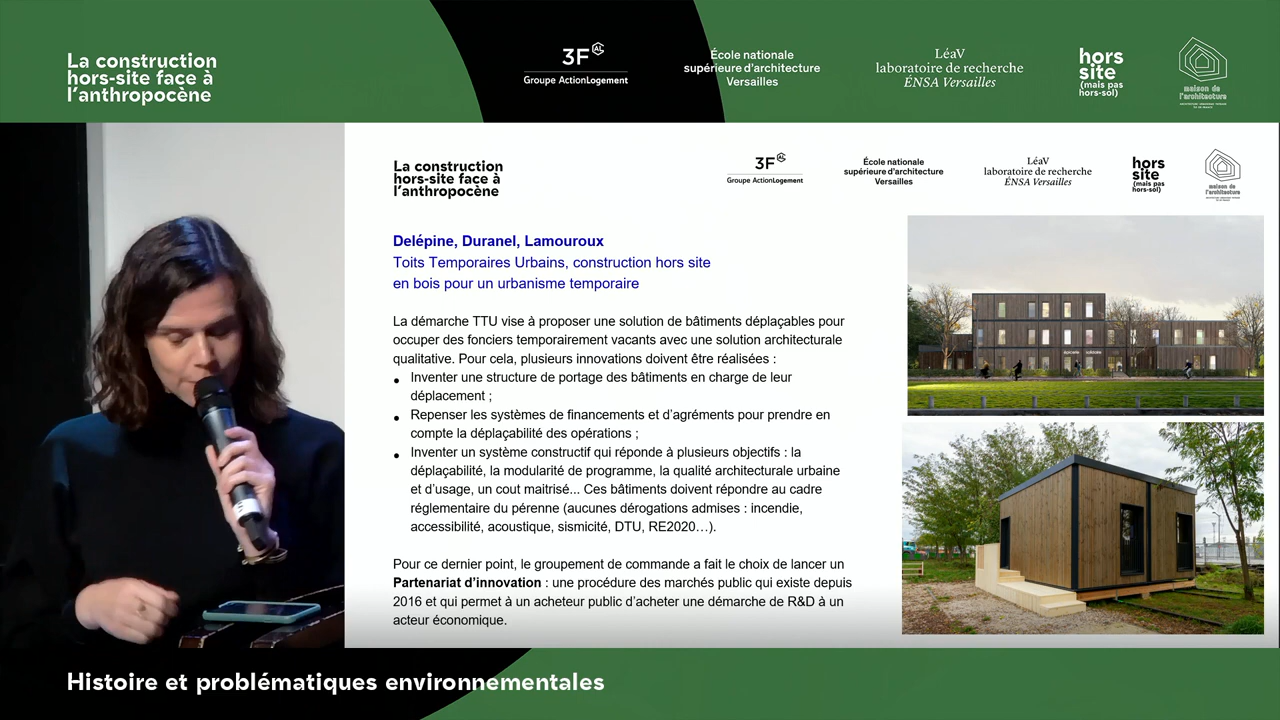 La construction
hors-site face à
l'anthropocène
3F AL
Groupe ActionLogement
École nationale
supérieure d'architecture
Versailles
LéaV
laboratoire de recherche
ÉNSA Versailles
hors
site
(mais pas
hors-sol)
maison de
l'architecture
La construction
hors-site face à
l'anthropocène
3F AL
Groupe ActionLogement
École nationale
supérieure d'architecture
Versailles
LéaV
laboratoire de recherche
ÉNSA Versailles
hors
site
(mais pas
hors-sol)
maison de
l'architecture
Delépine, Duranel, Lamouroux
Toits Temporaires Urbains, construction hors site
en bois pour un urbanisme temporaire
La démarche TTU vise à proposer une solution de bâtiments déplaçables pour
occuper des fonciers temporairement vacants avec une solution architecturale
qualitative. Pour cela, plusieurs innovations doivent être réalisées :
• Inventer une structure de portage des bâtiments en charge de leur
déplacement ;
• Repenser les systèmes de financements et d'agréments pour prendre en
compte la déplaçabilité des opérations ;
• Inventer un système constructif qui réponde à plusieurs objectifs : la
déplaçabilité, la modularité de programme, la qualité architecturale urbaine
et d'usage, un cout maitrisé... Ces bâtiments doivent répondre au cadre
réglementaire du pérenne (aucunes dérogations admises : incendie,
accessibilité, acoustique, sismicité, DTU, RE2020…).
Pour ce dernier point, le groupement de commande a fait le choix de lancer un
Partenariat d'innovation : une procédure des marchés public qui existe depuis
2016 et qui permet à un acheteur public d'acheter une démarche de R&D à un
acteur économique.
épicerie solidaire
Histoire et problématiques environnementales